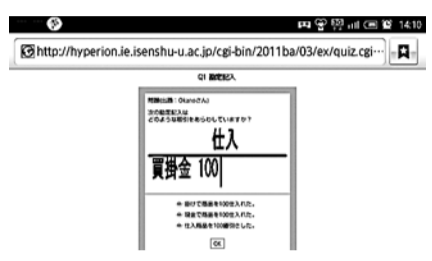 14:10
http://hyperion.ie.isenshu-u.ac.jp/cgi-bin/2011ba/03/ex/quiz.cgi…
Q1 勘定記入
問題(出題：Okanoさん)
次の勘定記入は
どのような取引をあらわしていますか?
仕入
買掛金 100
掛けで商品を100仕入れた。
現金で商品を100仕入れた。
仕入商品を100値引きした。
OK